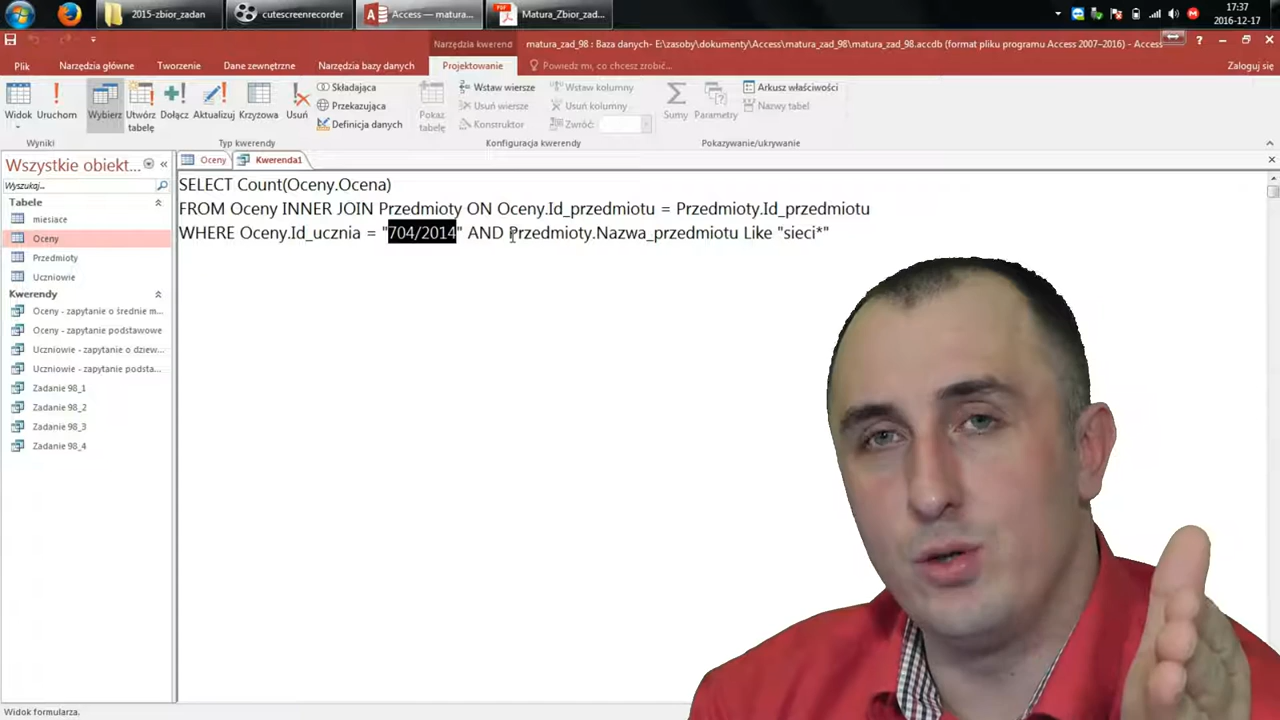 2015-zbior_zadan
cutescreenrecorder
Access — matura...
Matura_Zbior_zad...
17:37
2016-12-17
Narzędzia kwerend
matura_zad_98 : Baza danych- E:\zasoby\dokumenty\Access\matura_zad_98\matura_zad_98.accdb (format pliku programu Access 2007–2016) - Access
Plik
Narzędzia główne
Tworzenie
Dane zewnętrzne
Narzędzia bazy danych
Projektowanie
Powiedz mi, co chcesz zrobić...
Zaloguj się
Widok
Uruchom
Wybierz
Utwórz tabelę
Dołącz
Aktualizuj
Krzyżowa
Usuń
Składająca
Przekazująca
Definicja danych
Pokaz tabelę
Wstaw wiersze
Usuń wiersze
Konstruktor
Wstaw kolumny
Usuń kolumny
Zwróć:
Sumy
Parametry
Arkusz właściwości
Nazwy tabel
Wyniki
Typ kwerendy
Konfiguracja kwerendy
Pokazywanie/ukrywanie
Wszystkie obiekt...
Wyszukaj...
Tabele
miesiace
Oceny
Przedmioty
Uczniowie
Kwerendy
Oceny - zapytanie o średnie m...
Oceny - zapytanie podstawowe
Uczniowie - zapytanie o dziew...
Uczniowie - zapytanie podsta...
Zadanie 98_1
Zadanie 98_2
Zadanie 98_3
Zadanie 98_4
Oceny
Kwerenda1
SELECT Count(Oceny.Ocena)
FROM Oceny INNER JOIN Przedmioty ON Oceny.Id_przedmiotu = Przedmioty.Id_przedmiotu
WHERE Oceny.Id_ucznia = "704/2014" AND Przedmioty.Nazwa_przedmiotu Like "sieci*"
Widok formularza.